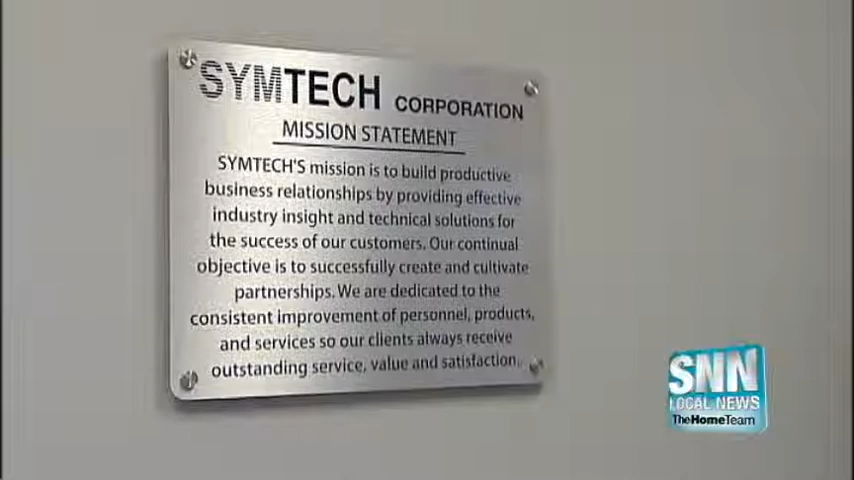 SYMTECH CORPORATION
MISSION STATEMENT
SYMTECH'S mission is to build productive
business relationships by providing effective
industry insight and technical solutions for
the success of our customers. Our continual
objective is to successfully create and cultivate
partnerships. We are dedicated to the
consistent improvement of personnel, products,
and services so our clients always receive
outstanding service, value and satisfaction.
SNN
LOCAL NEWS
TheHomeTeam